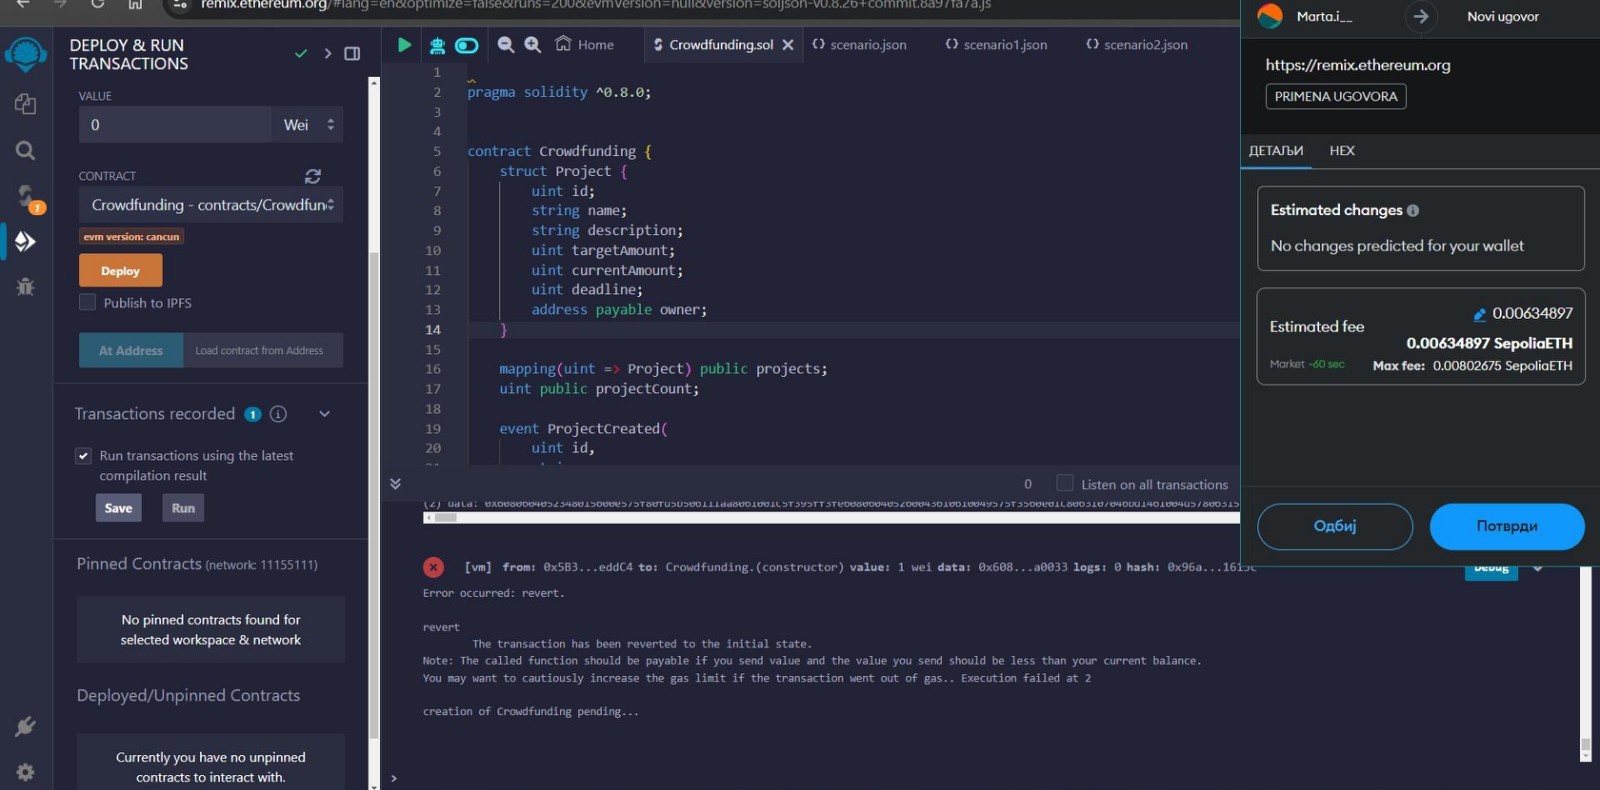 remix.ethereum.org/#lang=en&optimize=false&runs=200&evmVersion=null&version=soljson-v0.8.26+commit.8a97fa7a.js
DEPLOY & RUN
TRANSACTIONS
VALUE
0
Wei
CONTRACT
Crowdfunding - contracts/Crowdfun
evm version: cancun
Deploy
Publish to IPFS
At Address
Load contract from Address
Transactions recorded 1
Run transactions using the latest
compilation result
Save
Run
Pinned Contracts (network: 11155111)
No pinned contracts found for
selected workspace & network
Deployed/Unpinned Contracts
Currently you have no unpinned
contracts to interact with.
1
Home
Crowdfunding.sol
scenario.json
scenario1.json
scenario2.json
1
2 pragma solidity ^0.8.0;
3
4
5 contract Crowdfunding {
6 struct Project {
7 uint id;
8 string name;
9 string description;
10 uint targetAmount;
11 uint currentAmount;
12 uint deadline;
13 address payable owner;
14 }
15
16 mapping(uint => Project) public projects;
17 uint public projectCount;
18
19 event ProjectCreated(
20 uint id,
0
Listen on all transactions
[vm] from: 0x5B3...eddC4 to: Crowdfunding.(constructor) value: 1 wei data: 0x608...a0033 logs: 0 hash: 0x96a...1615c
Debug
Error occurred: revert.
revert
The transaction has been reverted to the initial state.
Note: The called function should be payable if you send value and the value you send should be less than your current balance.
You may want to cautiously increase the gas limit if the transaction went out of gas.. Execution failed at 2
creation of Crowdfunding pending...
>
Marta.i__
Novi ugovor
https://remix.ethereum.org
PRIMENA UGOVORA
ДЕТАЉИ
HEX
Estimated changes
No changes predicted for your wallet
Estimated fee
0.00634897
0.00634897 SepoliaETH
Market ~60 sec
Max fee: 0.00802675 SepoliaETH
Одбиј
Потврди